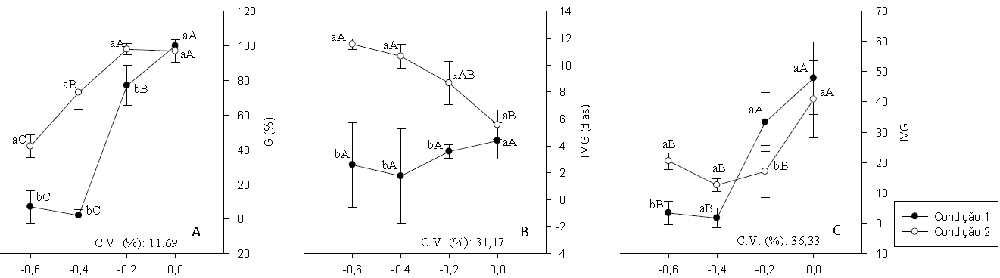 120
100
80
60
40
20
0
-20
G (%)
aA
aA
aA
aB
bB
aC
bC
bC
C.V. (%): 11,69
A
-0,6 -0,4 -0,2 0,0
14
12
10
8
6
4
2
0
-2
-4
TMG (dias)
aA
aA
aAB
aB
bA
bA
bA
aA
C.V. (%): 31,17
B
-0,6 -0,4 -0,2 0,0
70
60
50
40
30
20
10
0
-10
IVG
aA
aA
aA
aB
aB
bB
bB
aB
C.V. (%): 36,33
C
-0,6 -0,4 -0,2 0,0
Condição 1
Condição 2